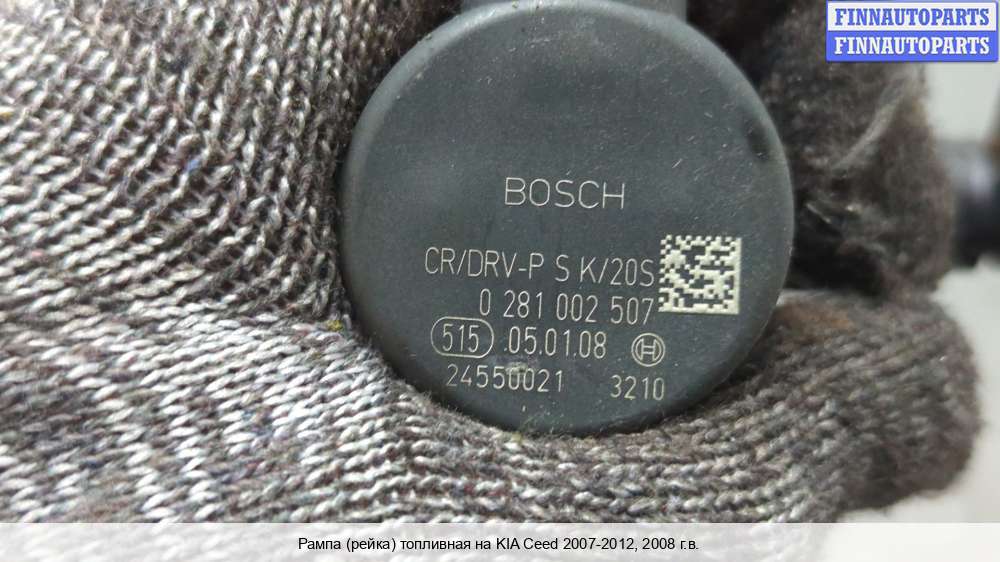 FINNAUTOPARTS
FINNAUTOPARTS
BOSCH
CR/DRV-P S K/20S
0 281 002 507
515 05.01.08
24550021 3210
Рампа (рейка) топливная на KIA Ceed 2007-2012, 2008 г.в.